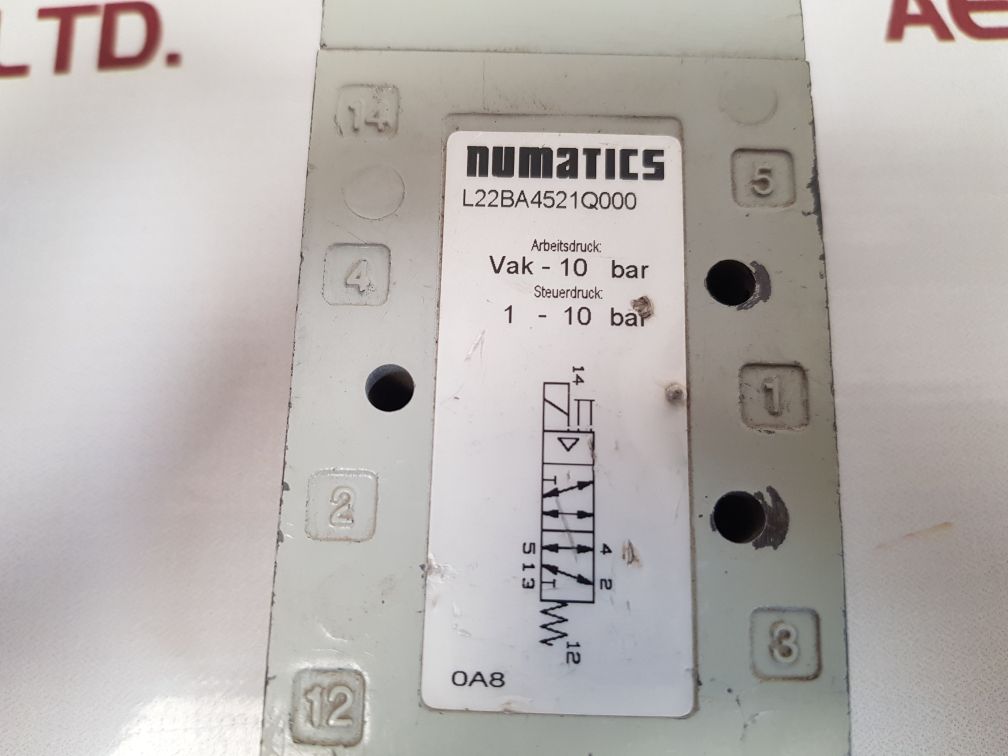 LTD.
AE
14
5
4
1
2
3
12
numatics
L22BA4521Q000
Arbeitsdruck:
Vak - 10 bar
Steuerdruck:
1 - 10 bar
14
5 1 3
4
2
12
0A8